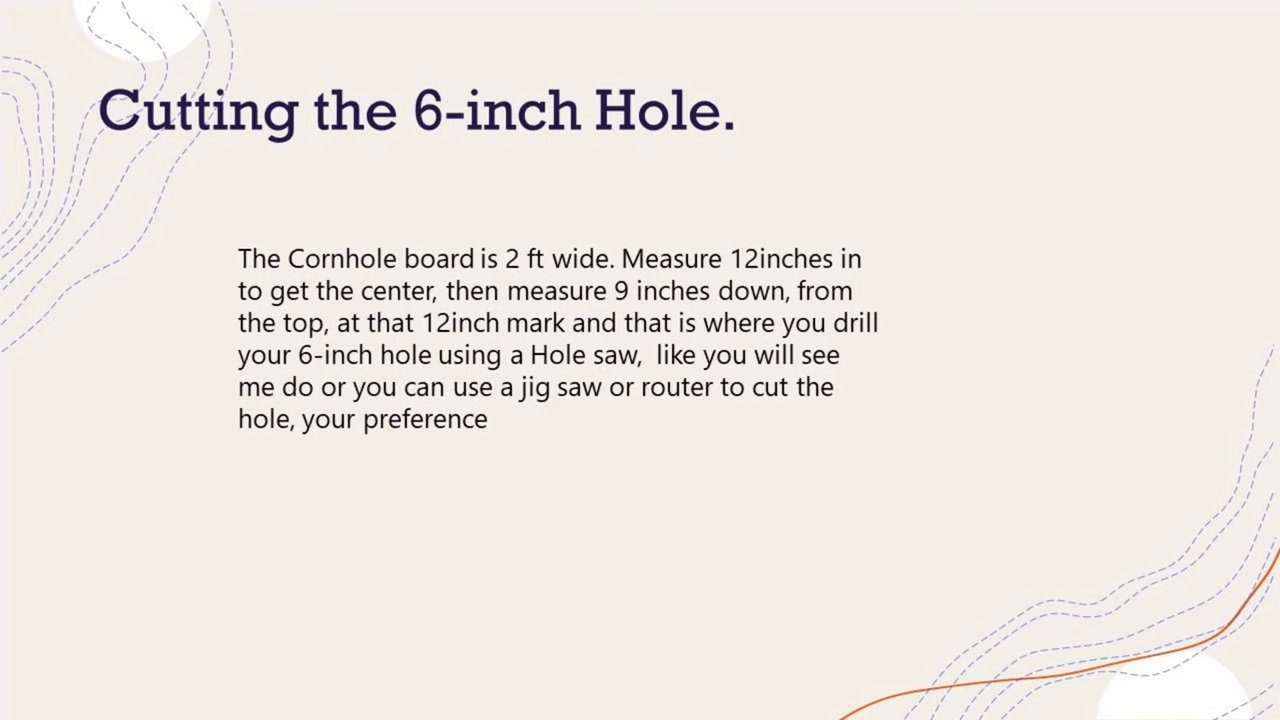 Cutting the 6-inch Hole.
The Cornhole board is 2 ft wide. Measure 12inches in
to get the center, then measure 9 inches down, from
the top, at that 12inch mark and that is where you drill
your 6-inch hole using a Hole saw,  like you will see
me do or you can use a jig saw or router to cut the
hole, your preference